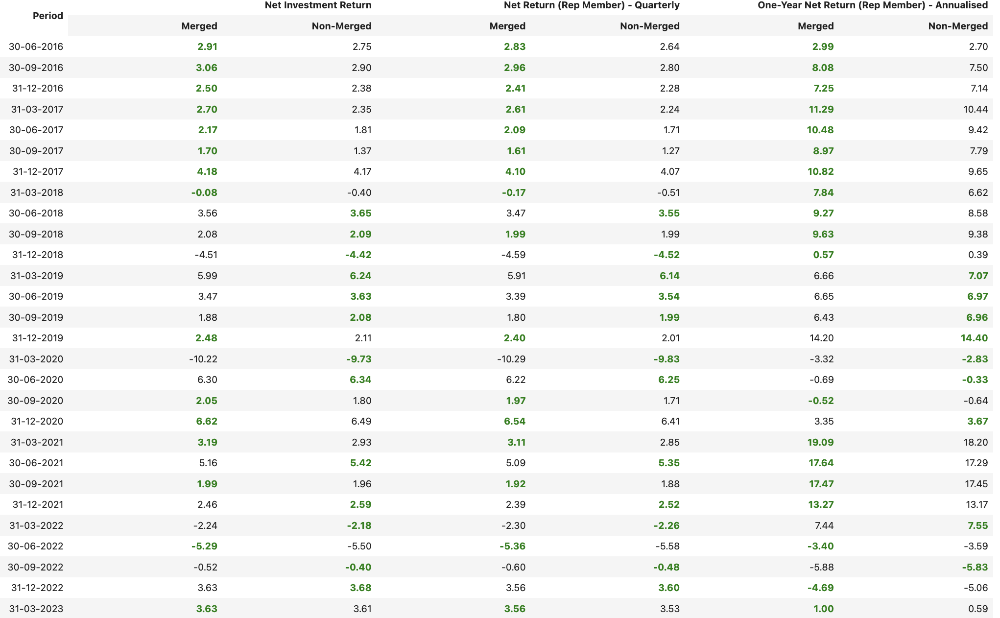 Net Investment Return Net Return (Rep Member) - Quarterly One-Year Net Return (Rep Member) - Annualised
Period
Merged Non-Merged Merged Non-Merged Merged Non-Merged
30-06-2016 2.91 2.75 2.83 2.64 2.99 2.70
30-09-2016 3.06 2.90 2.96 2.80 8.08 7.50
31-12-2016 2.50 2.38 2.41 2.28 7.25 7.14
31-03-2017 2.70 2.35 2.61 2.24 11.29 10.44
30-06-2017 2.17 1.81 2.09 1.71 10.48 9.42
30-09-2017 1.70 1.37 1.61 1.27 8.97 7.79
31-12-2017 4.18 4.17 4.10 4.07 10.82 9.65
31-03-2018 -0.08 -0.40 -0.17 -0.51 7.84 6.62
30-06-2018 3.56 3.65 3.47 3.55 9.27 8.58
30-09-2018 2.08 2.09 1.99 1.99 9.63 9.38
31-12-2018 -4.51 -4.42 -4.59 -4.52 0.57 0.39
31-03-2019 5.99 6.24 5.91 6.14 6.66 7.07
30-06-2019 3.47 3.63 3.39 3.54 6.65 6.97
30-09-2019 1.88 2.08 1.80 1.99 6.43 6.96
31-12-2019 2.48 2.11 2.40 2.01 14.20 14.40
31-03-2020 -10.22 -9.73 -10.29 -9.83 -3.32 -2.83
30-06-2020 6.30 6.34 6.22 6.25 -0.69 -0.33
30-09-2020 2.05 1.80 1.97 1.71 -0.52 -0.64
31-12-2020 6.62 6.49 6.54 6.41 3.35 3.67
31-03-2021 3.19 2.93 3.11 2.85 19.09 18.20
30-06-2021 5.16 5.42 5.09 5.35 17.64 17.29
30-09-2021 1.99 1.96 1.92 1.88 17.47 17.45
31-12-2021 2.46 2.59 2.39 2.52 13.27 13.17
31-03-2022 -2.24 -2.18 -2.30 -2.26 7.44 7.55
30-06-2022 -5.29 -5.50 -5.36 -5.58 -3.40 -3.59
30-09-2022 -0.52 -0.40 -0.60 -0.48 -5.88 -5.83
31-12-2022 3.63 3.68 3.56 3.60 -4.69 -5.06
31-03-2023 3.63 3.61 3.56 3.53 1.00 0.59